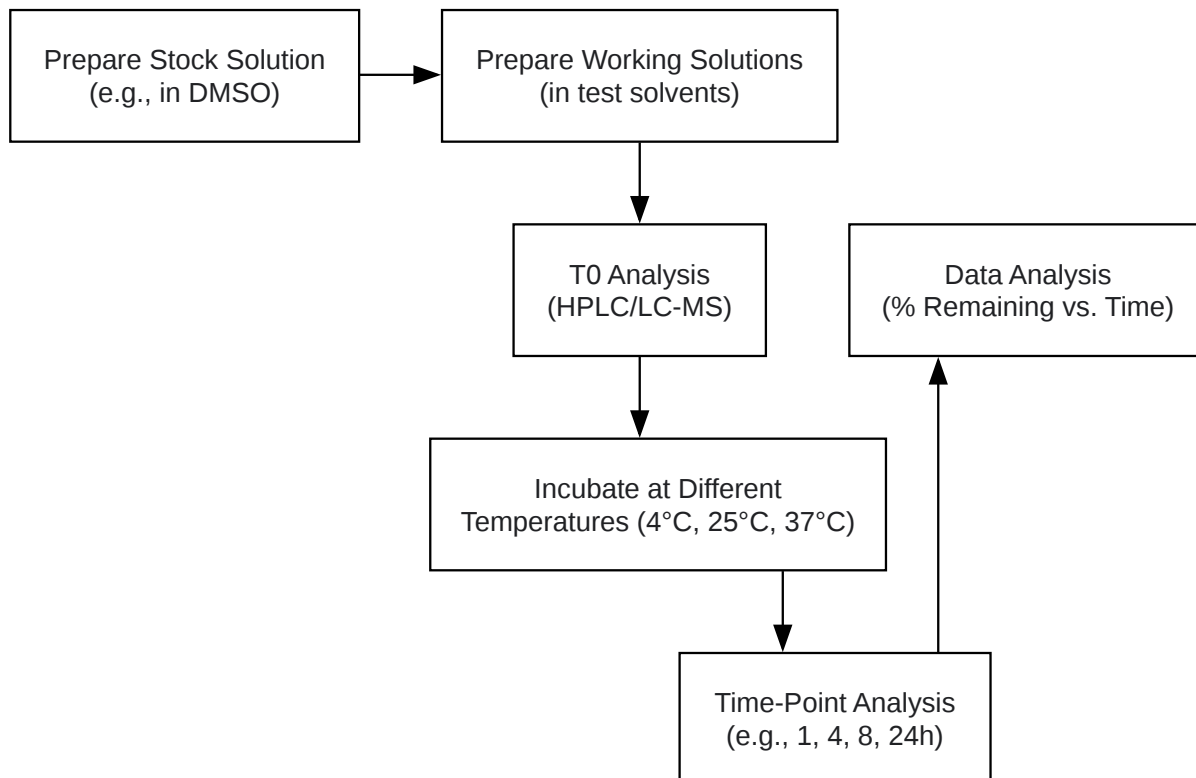 Prepare Stock Solution
(e.g., in DMSO)
Prepare Working Solutions
(in test solvents)
T0 Analysis
(HPLC/LC-MS)
Data Analysis
(% Remaining vs. Time)
Incubate at Different
Temperatures (4°C, 25°C, 37°C)
Time-Point Analysis
(e.g., 1, 4, 8, 24h)